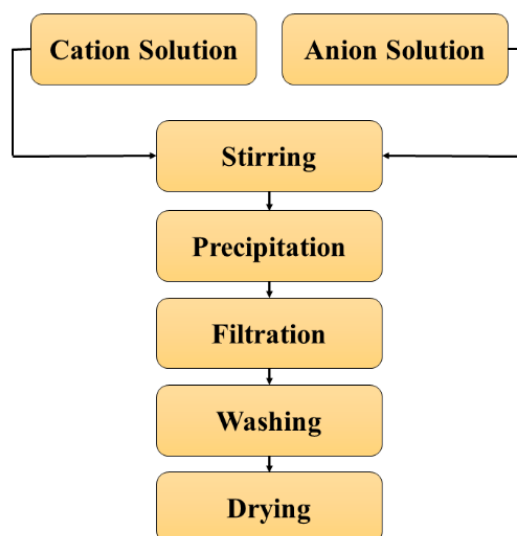 Cation Solution
Anion Solution
Stirring
Precipitation
Filtration
Washing
Drying